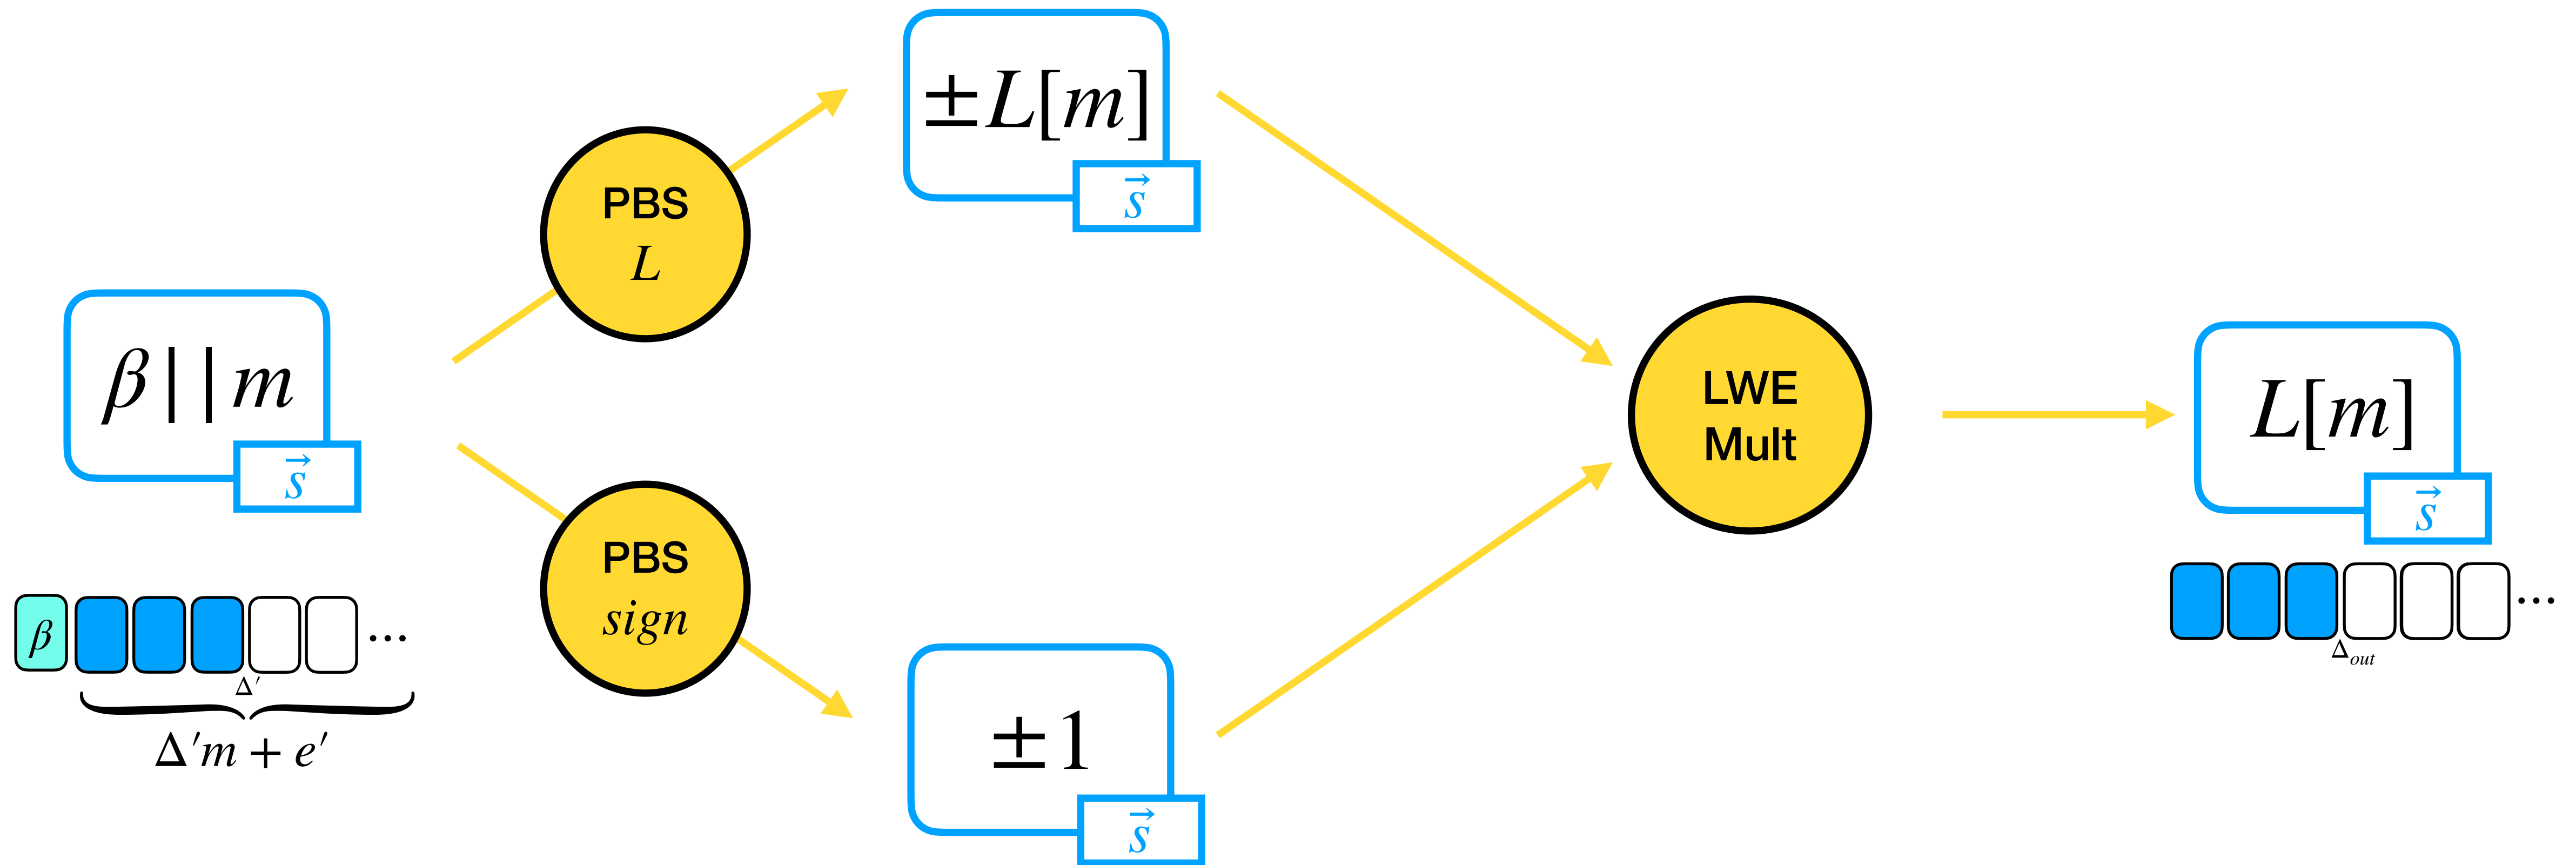 β||m
s⃗
β
...
Δ′
Δ′m + e′
PBS
L
PBS
sign
±L[m]
s⃗
±1
s⃗
LWE
Mult
L[m]
s⃗
...
Δout